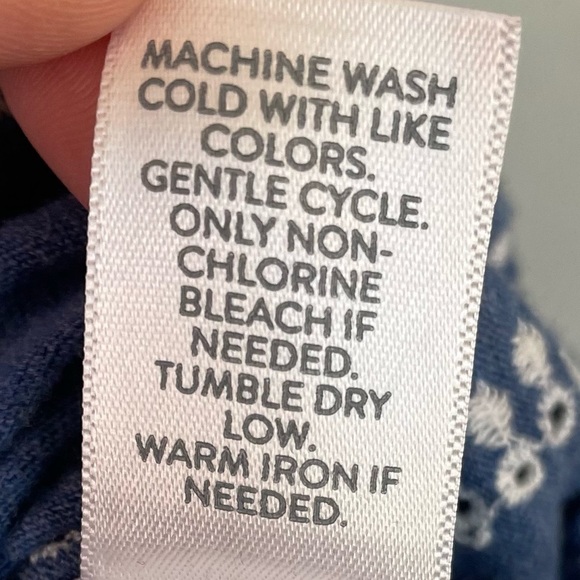 MACHINE WASH
COLD WITH LIKE
COLORS.
GENTLE CYCLE.
ONLY NON-
CHLORINE
BLEACH IF
NEEDED.
TUMBLE DRY
LOW.
WARM IRON IF
NEEDED.